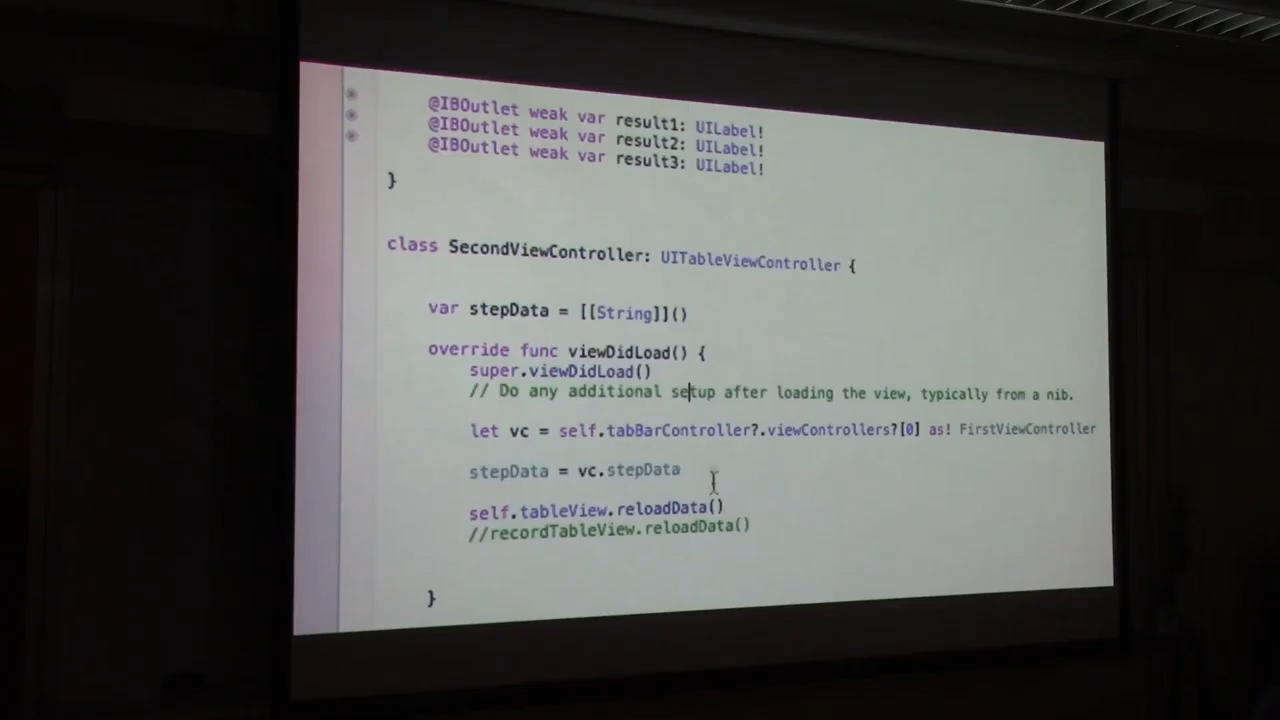 @IBOutlet weak var result1: UILabel!
@IBOutlet weak var result2: UILabel!
@IBOutlet weak var result3: UILabel!
}
class SecondViewController: UITableViewController {
var stepData = [[String]]()
override func viewDidLoad() {
super.viewDidLoad()
// Do any additional setup after loading the view, typically from a nib.
let vc = self.tabBarController?.viewControllers?[0] as! FirstViewController
stepData = vc.stepData
self.tableView.reloadData()
//recordTableView.reloadData()
}